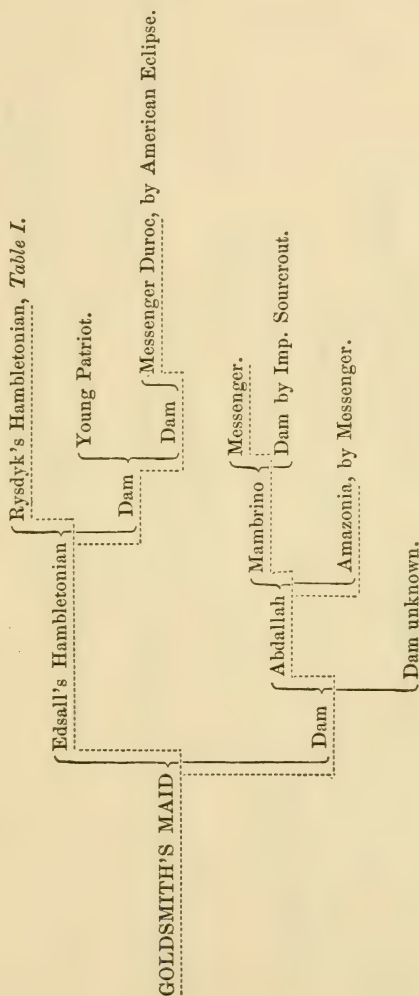 Rysdyk's Hambletonian, Table I.
Edsall's Hambletonian
Young Patriot.
Dam
Messenger Duroc, by American Eclipse.
Dam
GOLDSMITH'S MAID
Messenger.
Mambrino
Dam by Imp. Sourcrout.
Abdallah
Amazonia, by Messenger.
Dam
Dam unknown.